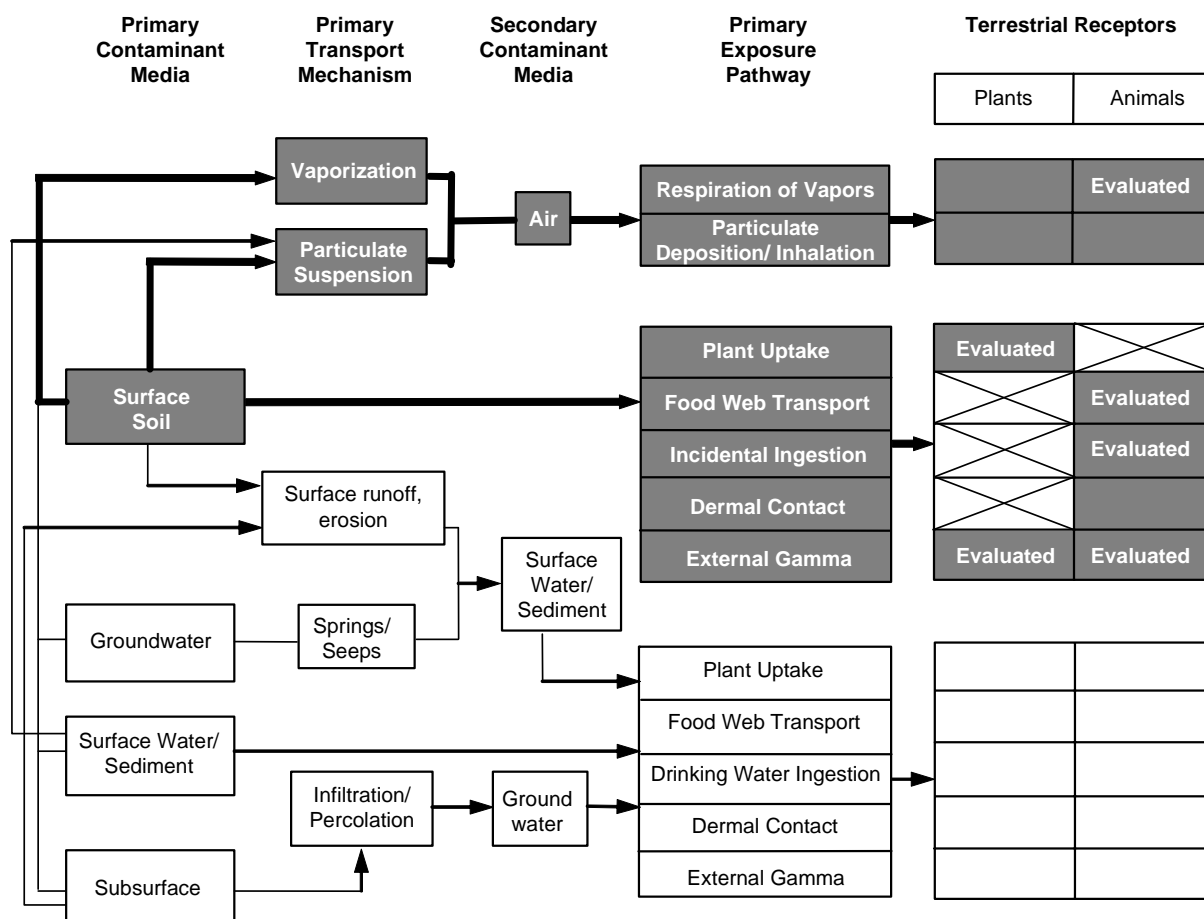 Primary
Contaminant
Media
Primary
Transport
Mechanism
Secondary
Contaminant
Media
Primary
Exposure
Pathway
Terrestrial Receptors
Plants
Animals
Vaporization
Particulate
Suspension
Air
Respiration of Vapors
Particulate
Deposition/ Inhalation
Evaluated
Surface
Soil
Plant Uptake
Food Web Transport
Incidental Ingestion
Dermal Contact
External Gamma
Evaluated
Evaluated
Evaluated
Evaluated
Evaluated
Surface runoff,
erosion
Surface
Water/
Sediment
Groundwater
Springs/
Seeps
Surface Water/
Sediment
Infiltration/
Percolation
Ground
water
Subsurface
Plant Uptake
Food Web Transport
Drinking Water Ingestion
Dermal Contact
External Gamma